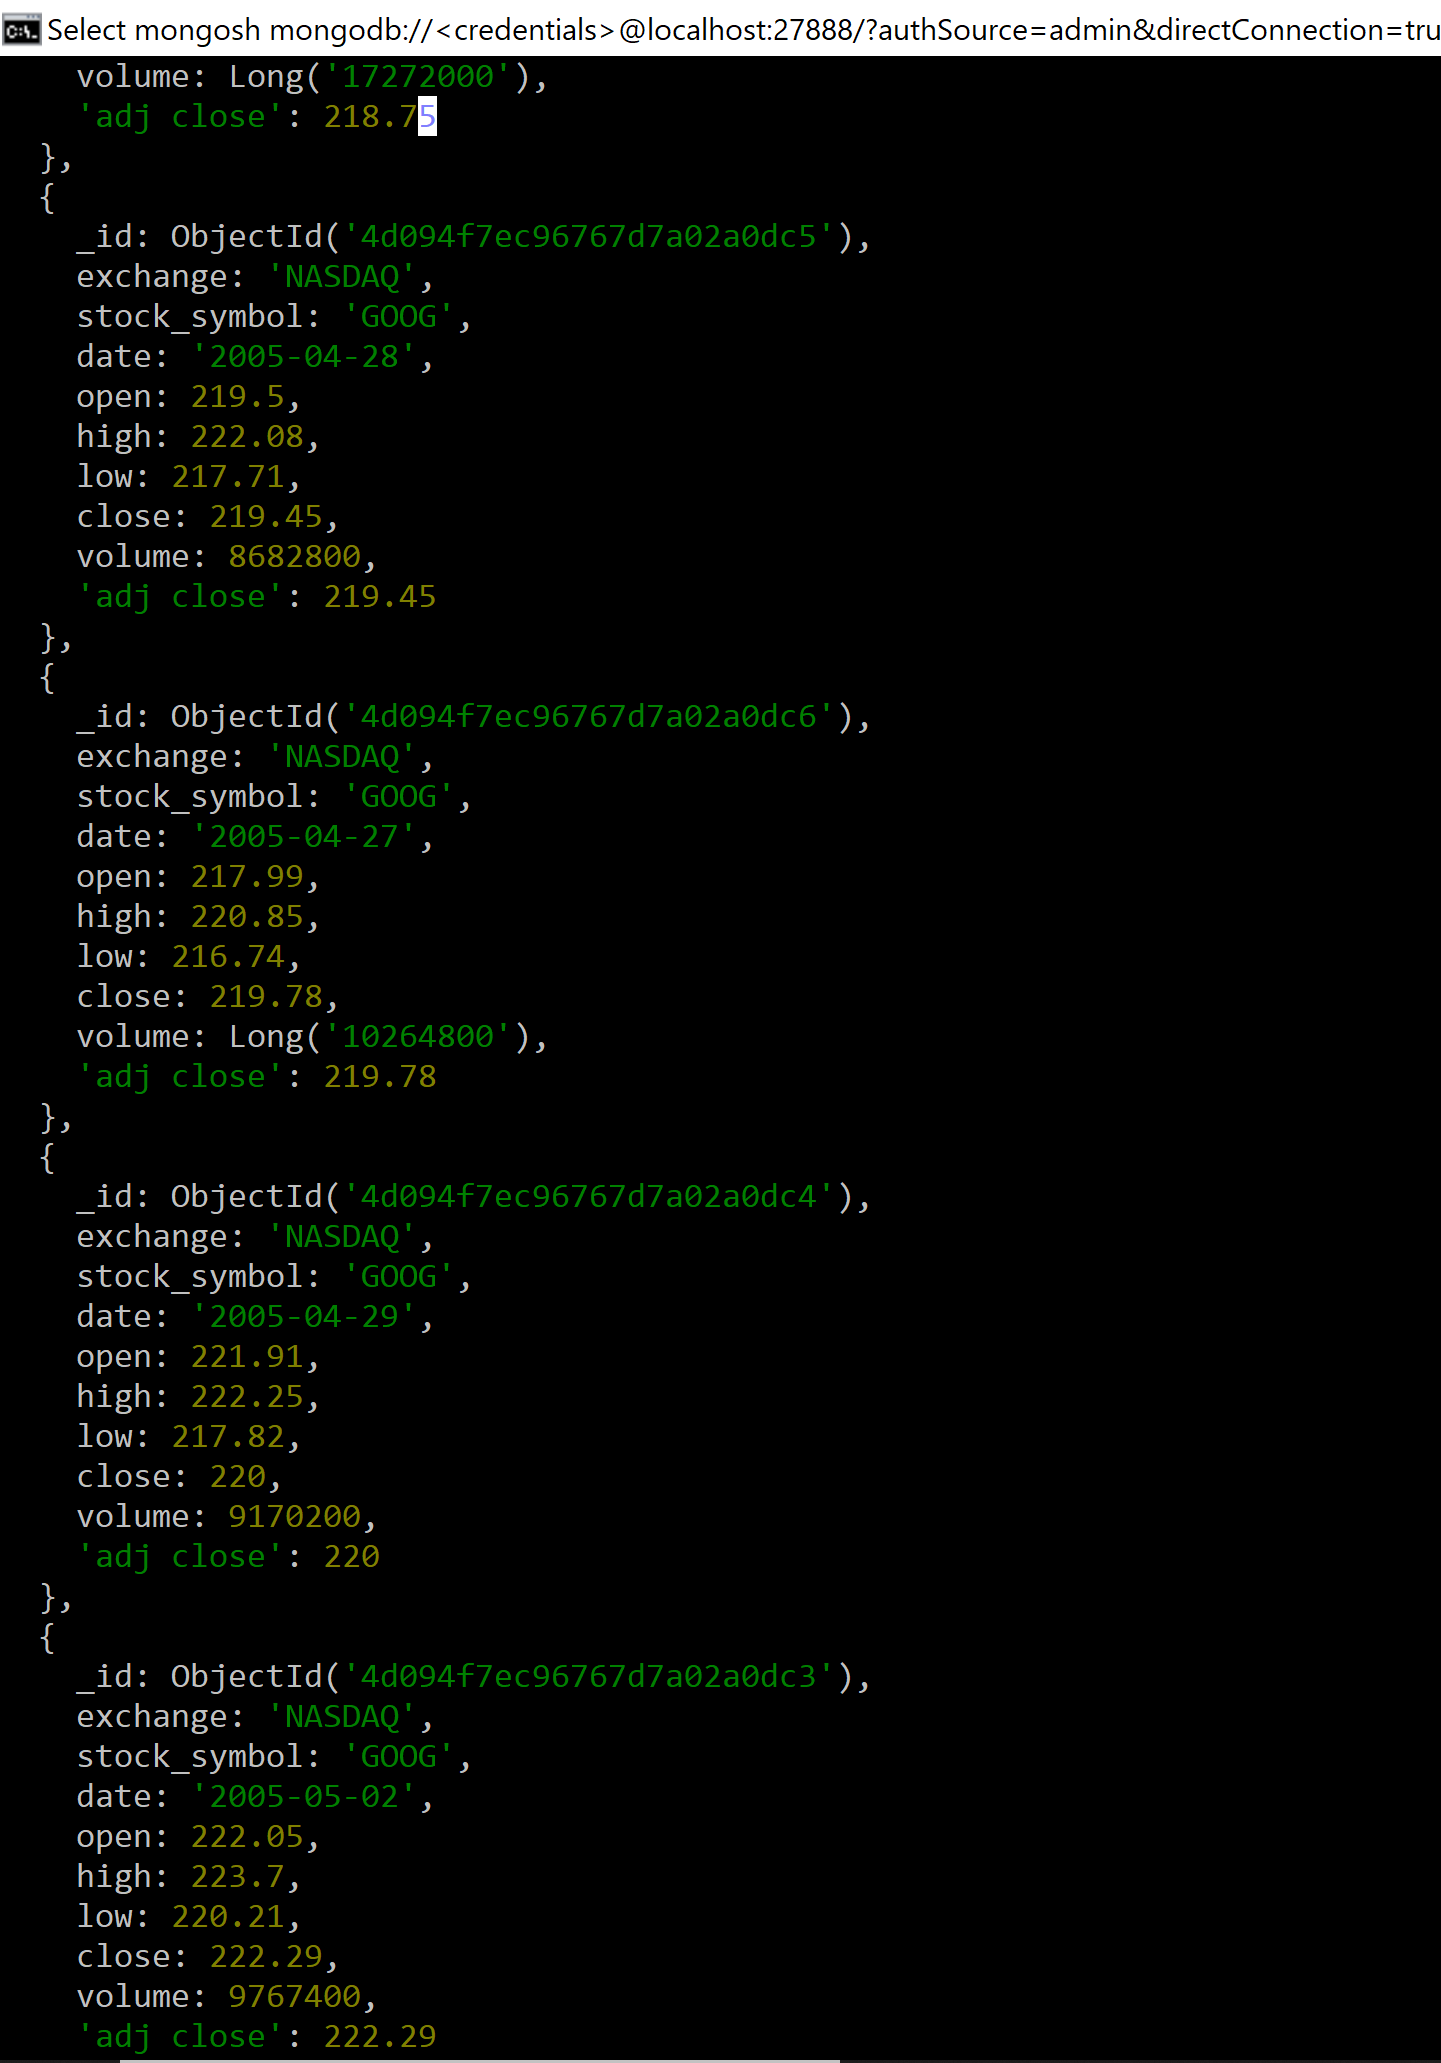 Select mongosh mongodb://<credentials>@localhost:27888/?authSource=admin&directConnection=tru
volume: Long('17272000'),
'adj close': 218.75
},
{
_id: ObjectId('4d094f7ec96767d7a02a0dc5'),
exchange: 'NASDAQ',
stock_symbol: 'GOOG',
date: '2005-04-28',
open: 219.5,
high: 222.08,
low: 217.71,
close: 219.45,
volume: 8682800,
'adj close': 219.45
},
{
_id: ObjectId('4d094f7ec96767d7a02a0dc6'),
exchange: 'NASDAQ',
stock_symbol: 'GOOG',
date: '2005-04-27',
open: 217.99,
high: 220.85,
low: 216.74,
close: 219.78,
volume: Long('10264800'),
'adj close': 219.78
},
{
_id: ObjectId('4d094f7ec96767d7a02a0dc4'),
exchange: 'NASDAQ',
stock_symbol: 'GOOG',
date: '2005-04-29',
open: 221.91,
high: 222.25,
low: 217.82,
close: 220,
volume: 9170200,
'adj close': 220
},
{
_id: ObjectId('4d094f7ec96767d7a02a0dc3'),
exchange: 'NASDAQ',
stock_symbol: 'GOOG',
date: '2005-05-02',
open: 222.05,
high: 223.7,
low: 220.21,
close: 222.29,
volume: 9767400,
'adj close': 222.29